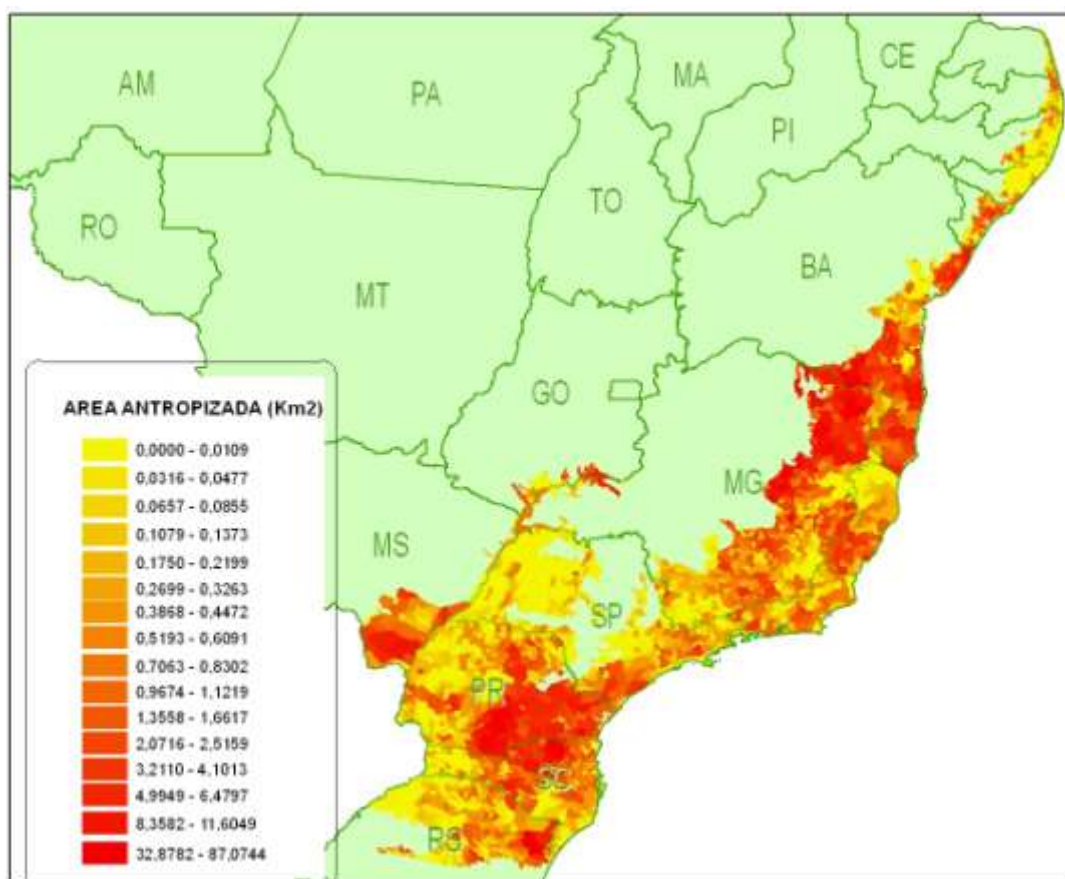 AM
PA
MA
CE
PI
RO
TO
BA
MT
GO
MG
MS
SP
PR
SC
RS
AREA ANTROPIZADA (Km2)
0,0000 - 0,0109
0,0316 - 0,0477
0,0657 - 0,0855
0,1079 - 0,1373
0,1750 - 0,2199
0,2699 - 0,3263
0,3868 - 0,4472
0,5193 - 0,6091
0,7063 - 0,8302
0,9674 - 1,1219
1,3558 - 1,6617
2,0716 - 2,5159
3,2110 - 4,1013
4,9949 - 6,4797
8,3582 - 11,6049
32,8782 - 87,0744